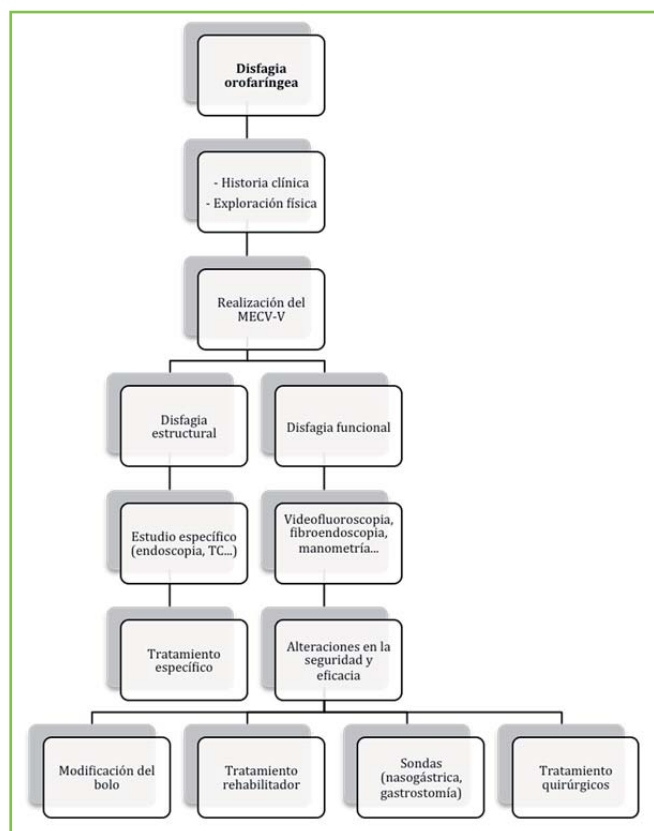 Disfagia
orofaríngea
- Historia clínica
- Exploración física
Realización del
MECV-V
Disfagia
estructural
Disfagia funcional
Estudio específico
(endoscopia, TC...)
Videofluoroscopia,
fibroendoscopia,
manometría...
Tratamiento
específico
Alteraciones en la
seguridad y
eficacia
Modificación del
bolo
Tratamiento
rehabilitador
Sondas
(nasogástrica,
gastrostomía)
Tratamiento
quirúrgicos